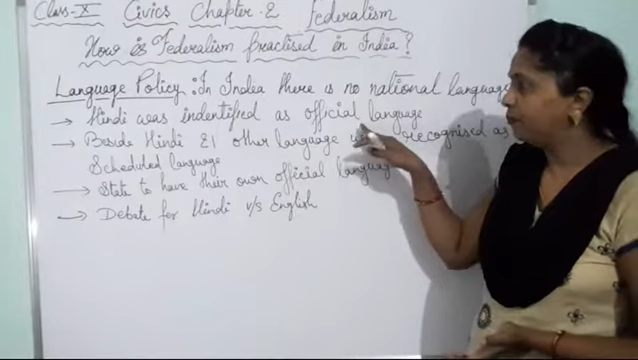 Class-X Civics Chapter-2 Federalism
How is Federalism practised in India?
Language Policy: In India there is no national language
→ Hindi was indentified as official language
→ Beside Hindi 21 other language recognised as
Scheduled language
→ State to have their own official language
→ Debate for Hindi v/s English